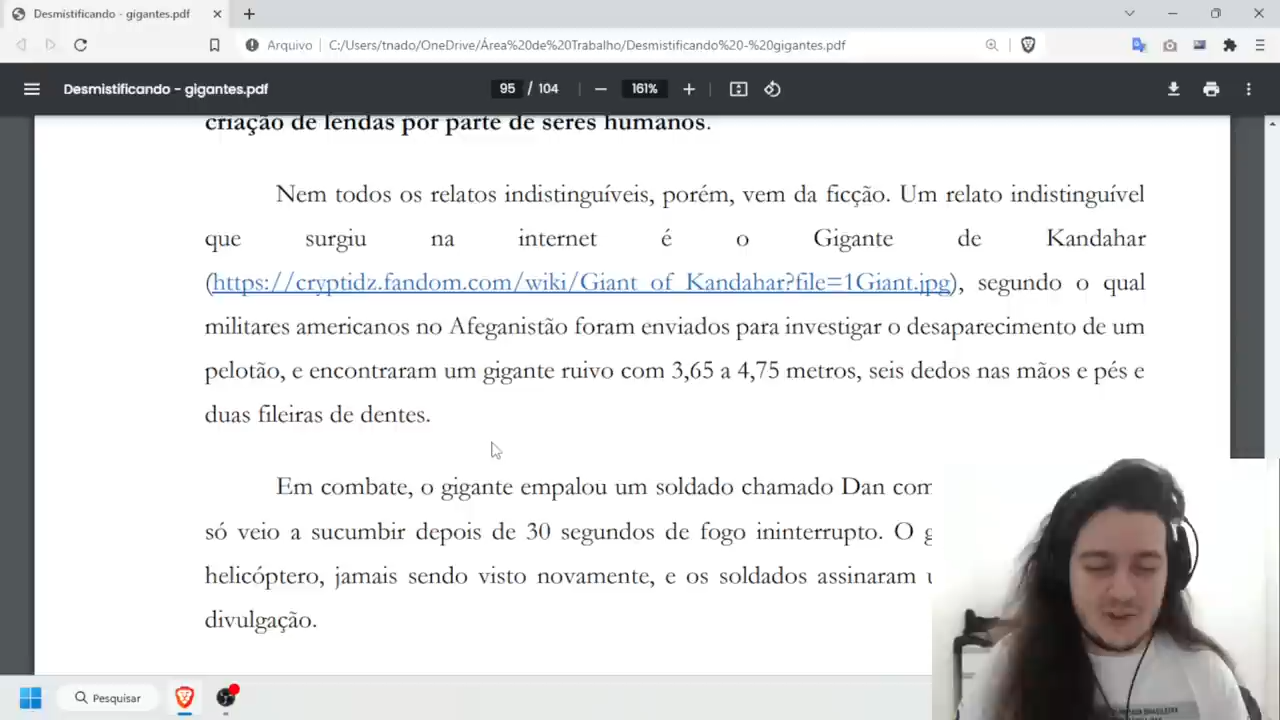 Desmistificando - gigantes.pdf
Arquivo C:/Users/tnado/OneDrive/Área%20de%20Trabalho/Desmistificando%20-%20gigantes.pdf
Desmistificando - gigantes.pdf 95 / 104 161%
criação de lendas por parte de seres humanos.
Nem todos os relatos indistinguíveis, porém, vem da ficção. Um relato indistinguível
que surgiu na internet é o Gigante de Kandahar
(https://cryptidz.fandom.com/wiki/Giant_of_Kandahar?file=1Giant.jpg), segundo o qual
militares americanos no Afeganistão foram enviados para investigar o desaparecimento de um
pelotão, e encontraram um gigante ruivo com 3,65 a 4,75 metros, seis dedos nas mãos e pés e
duas fileiras de dentes.
Em combate, o gigante empalou um soldado chamado Dan com
só veio a sucumbir depois de 30 segundos de fogo ininterrupto. O g
helicóptero, jamais sendo visto novamente, e os soldados assinaram u
divulgação.
Pesquisar